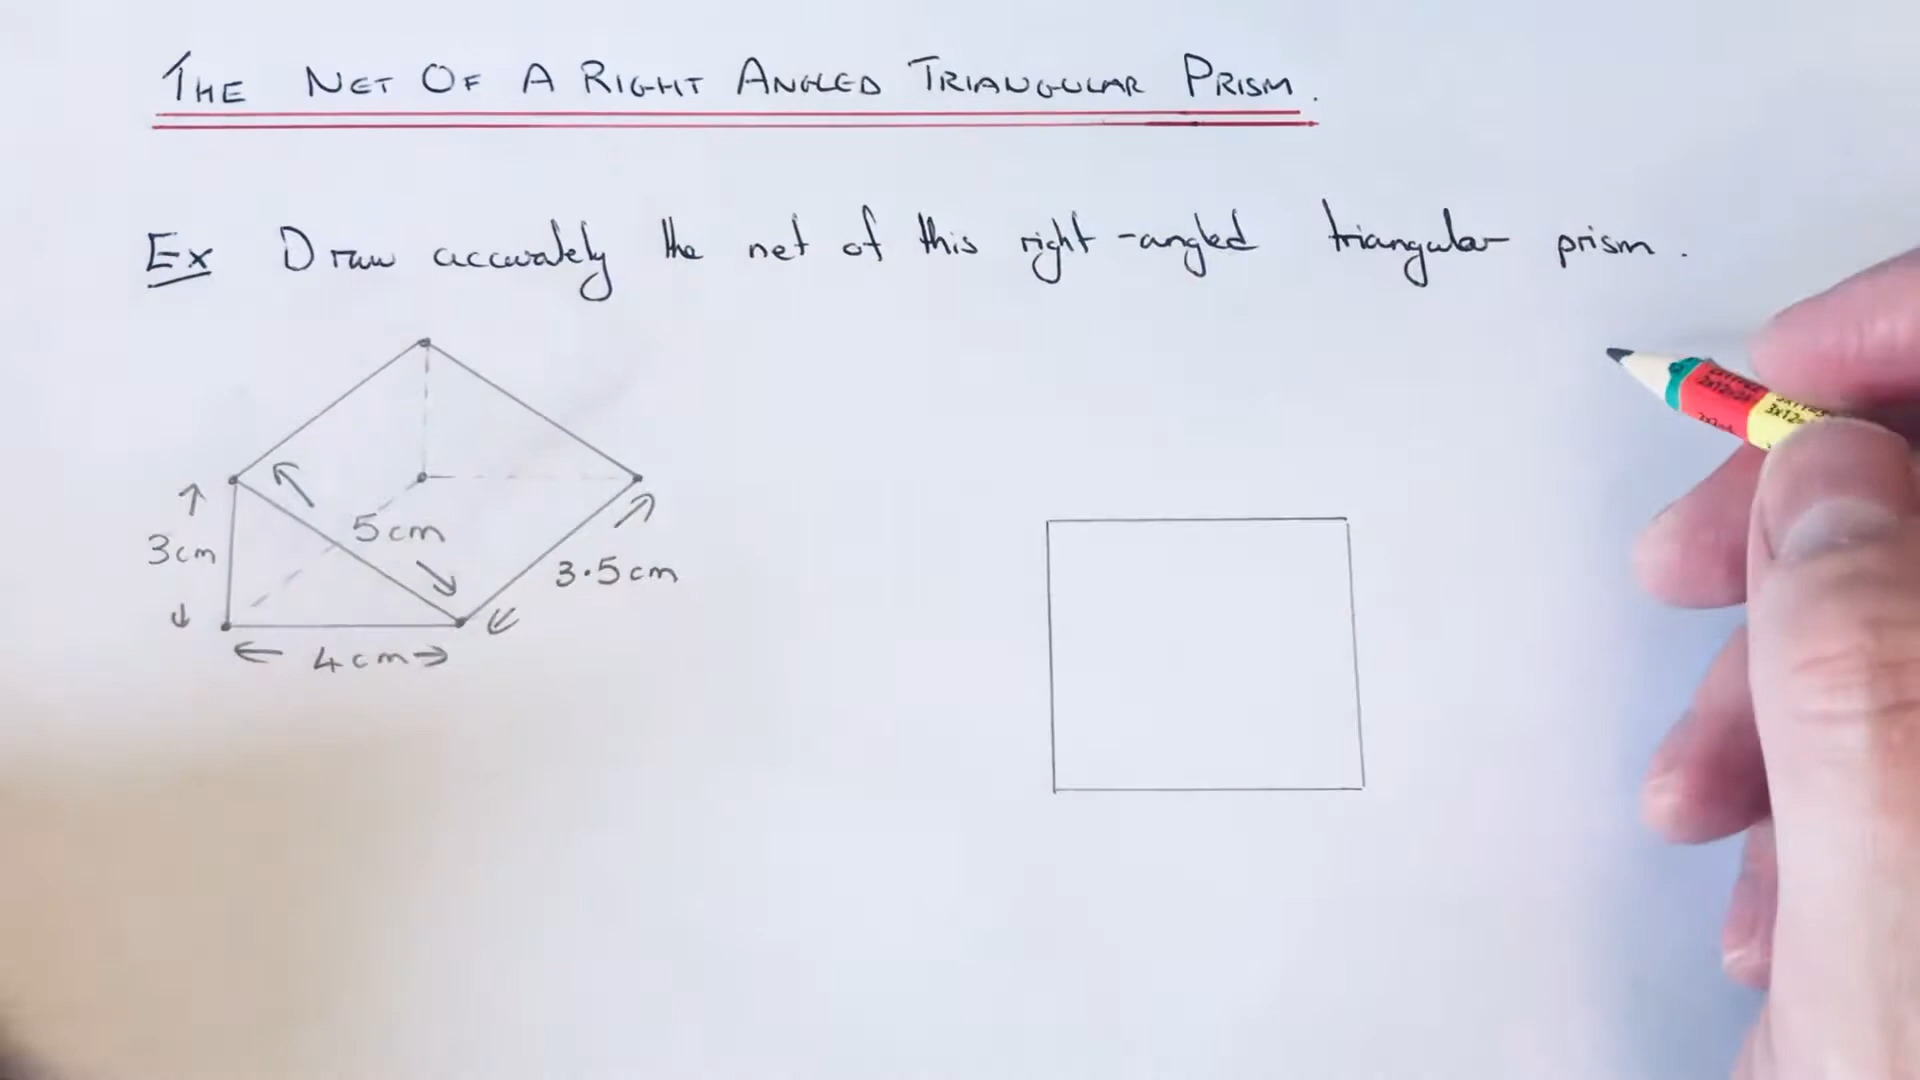 THE NET OF A RIGHT ANGLED TRIANGULAR PRISM.
Ex Draw accurately the net of this right-angled triangular prism.
5cm
3cm
3.5cm
4cm